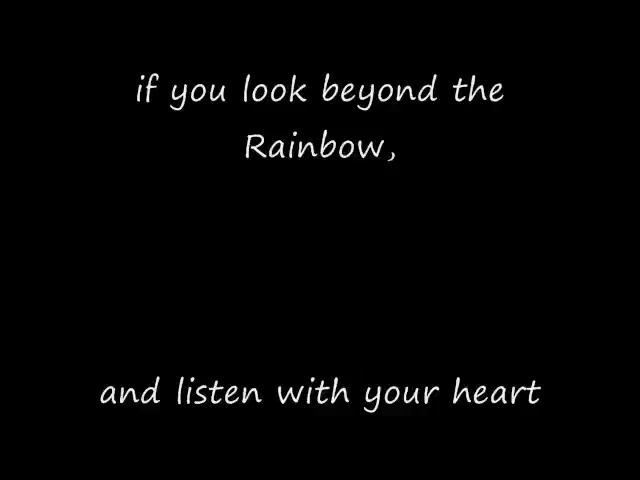 if you look beyond the
Rainbow,
and listen with your heart